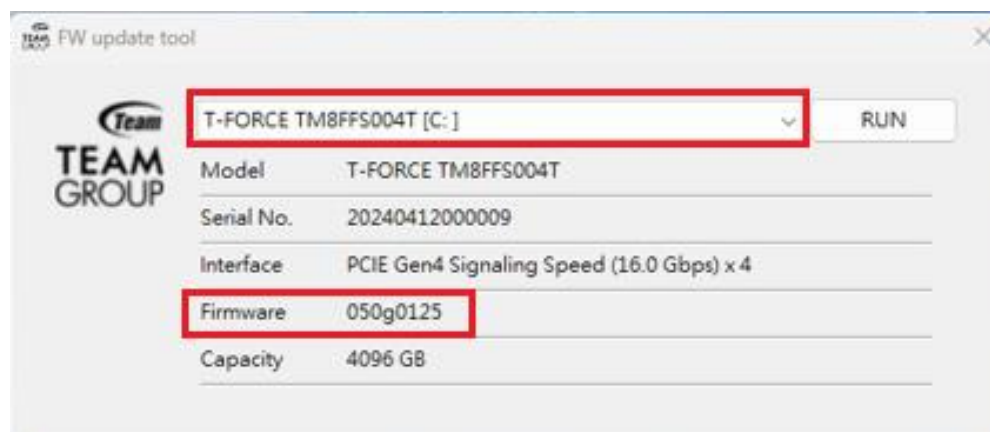 FW update tool
Team
TEAM
GROUP
T-FORCE TM8FFS004T [C: ]
RUN
Model T-FORCE TM8FFS004T
Serial No. 20240412000009
Interface PCIE Gen4 Signaling Speed (16.0 Gbps) x 4
Firmware 050g0125
Capacity 4096 GB